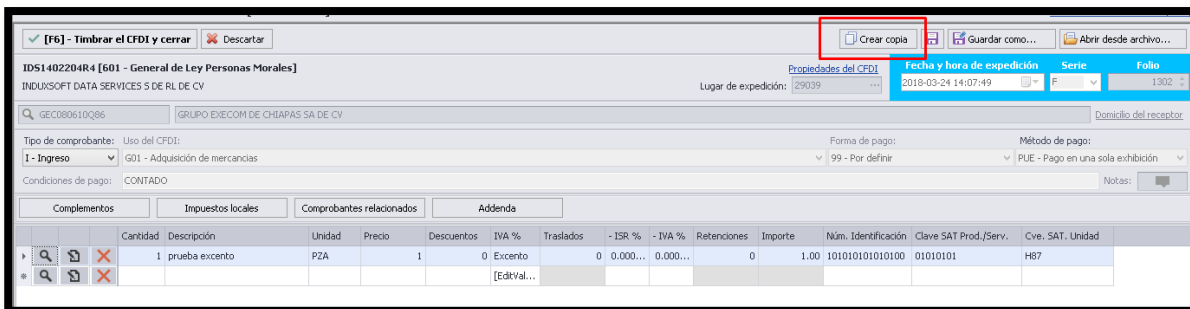 [F6] - Timbrar el CFDI y cerrar Descartar Crear copia Guardar como... Abrir desde archivo...
IDS1402204R4 [601 - General de Ley Personas Morales] Propiedades del CFDI Fecha y hora de expedición Serie Folio
INDUXSOFT DATA SERVICES S DE RL DE CV Lugar de expedición: 29039 ... 2018-03-24 14:07:49 F 1302
GEC080610Q86 GRUPO EXECOM DE CHIAPAS SA DE CV Domicilio del receptor
Tipo de comprobante: Uso del CFDI: Forma de pago: Método de pago:
I - Ingreso G01 - Adquisición de mercancias 99 - Por definir PUE - Pago en una sola exhibición
Condiciones de pago: CONTADO Notas:
Complementos Impuestos locales Comprobantes relacionados Addenda
Cantidad Descripción Unidad Precio Descuentos IVA % Traslados - ISR % - IVA % Retenciones Importe Núm. Identificación Clave SAT Prod./Serv. Cve. SAT. Unidad
1 prueba excento PZA 1 0 Excento 0 0.000... 0.000... 0 1.00 101010101010100 01010101 H87
[EditVal...